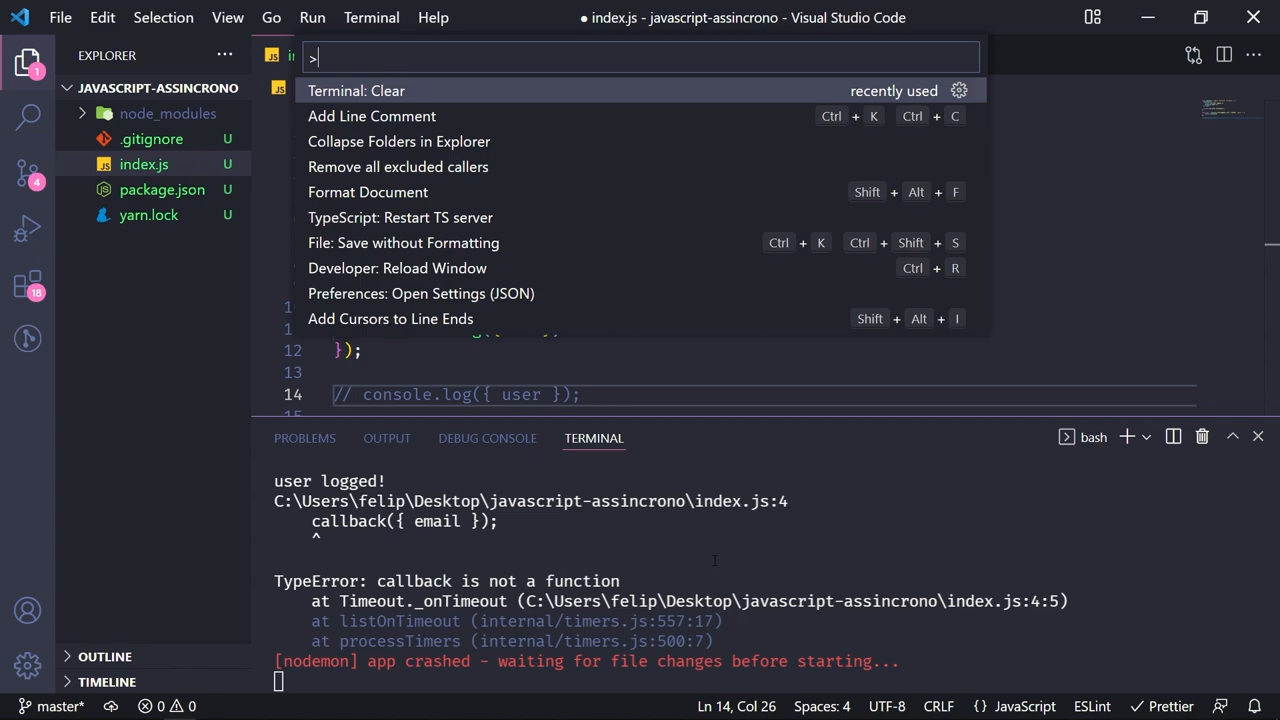 File Edit Selection View Go Run Terminal Help
● index.js - javascript-assincrono - Visual Studio Code
EXPLORER ...
1
JS
>
JAVASCRIPT-ASSINCRONO
JS
Terminal: Clear recently used
node_modules
Add Line Comment Ctrl + K Ctrl + C
.gitignore U
Collapse Folders in Explorer
JS index.js U
Remove all excluded callers
4
package.json U
Format Document Shift + Alt + F
yarn.lock U
TypeScript: Restart TS server
File: Save without Formatting Ctrl + K Ctrl + Shift + S
Developer: Reload Window Ctrl + R
18
Preferences: Open Settings (JSON)
Add Cursors to Line Ends Shift + Alt + I
12 });
13
14 // console.log({ user });
PROBLEMS OUTPUT DEBUG CONSOLE TERMINAL bash
user logged!
C:\Users\felip\Desktop\javascript-assincrono\index.js:4
callback({ email });
^
TypeError: callback is not a function
at Timeout._onTimeout (C:\Users\felip\Desktop\javascript-assincrono\index.js:4:5)
at listOnTimeout (internal/timers.js:557:17)
at processTimers (internal/timers.js:500:7)
[nodemon] app crashed - waiting for file changes before starting...
OUTLINE
TIMELINE
master* 0 0 Ln 14, Col 26 Spaces: 4 UTF-8 CRLF {} JavaScript ESLint Prettier